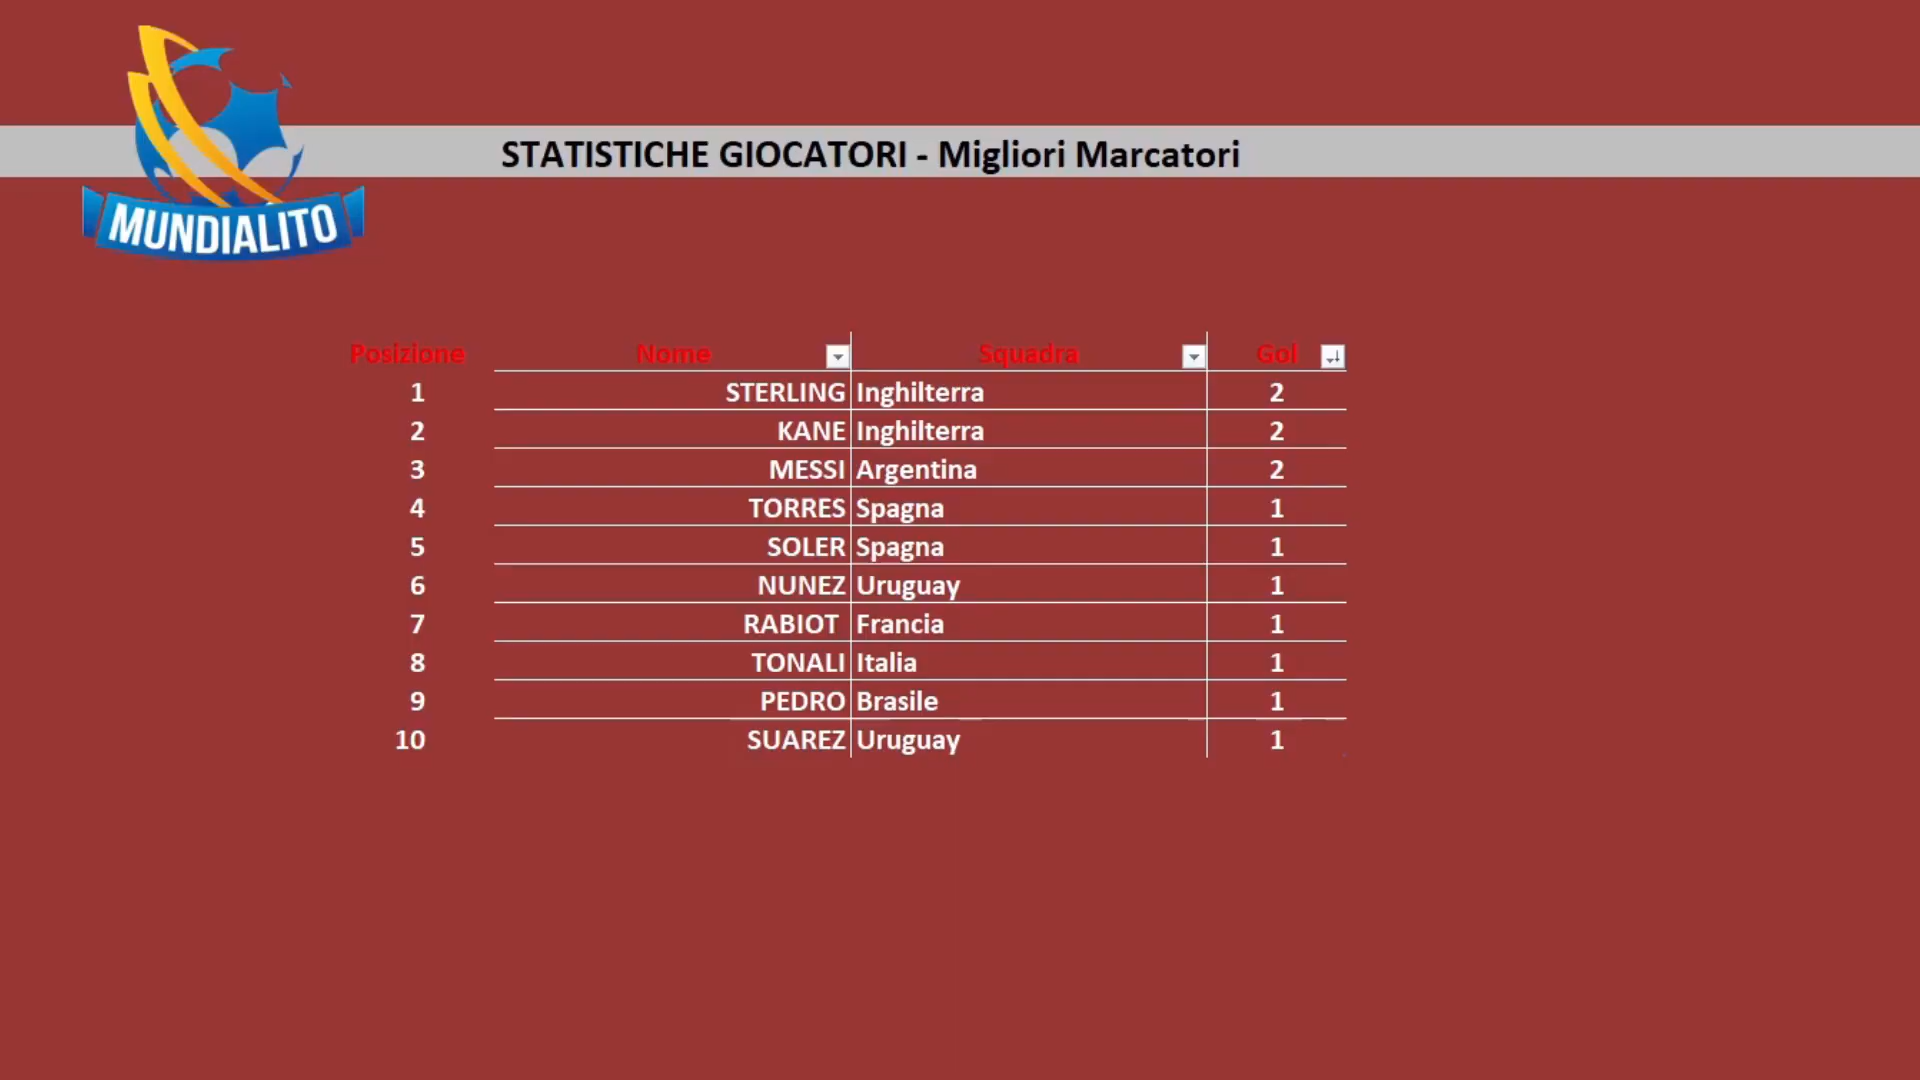 STATISTICHE GIOCATORI - Migliori Marcatori
MUNDIALITO
Posizione Nome Squadra Gol
1 STERLING Inghilterra 2
2 KANE Inghilterra 2
3 MESSI Argentina 2
4 TORRES Spagna 1
5 SOLER Spagna 1
6 NUNEZ Uruguay 1
7 RABIOT Francia 1
8 TONALI Italia 1
9 PEDRO Brasile 1
10 SUAREZ Uruguay 1